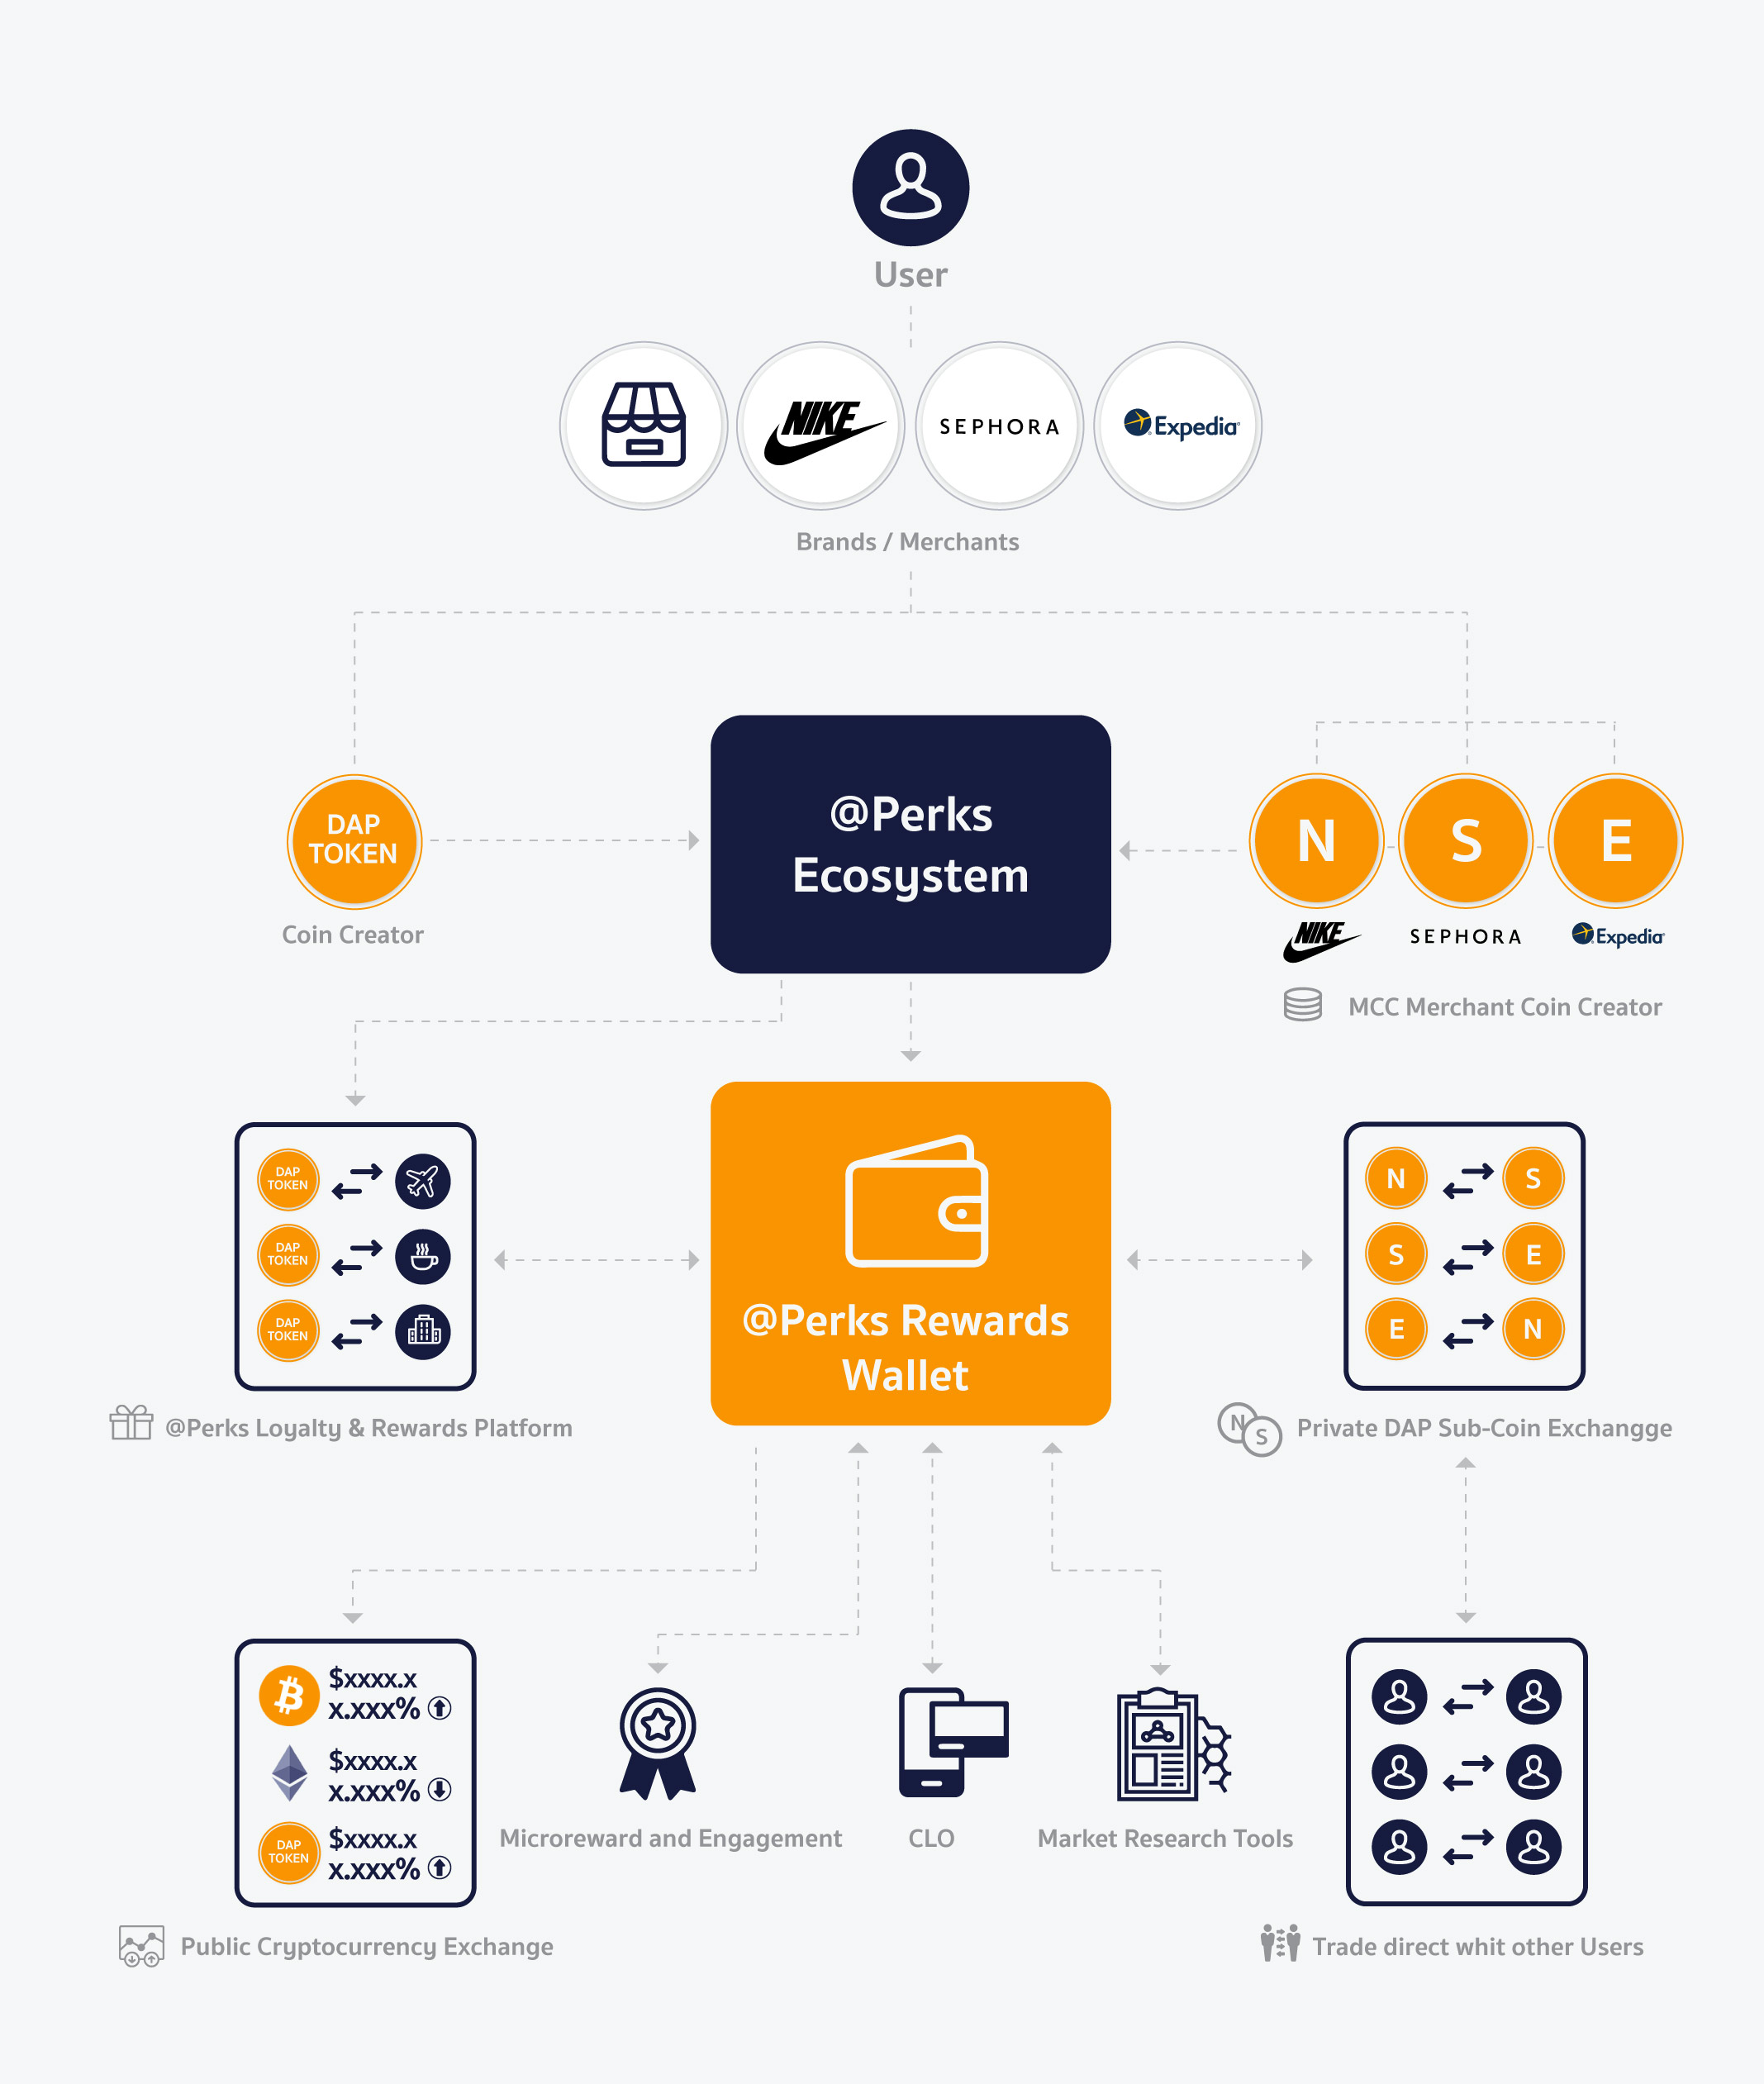 User
NIKE
SEPHORA
Expedia
Brands / Merchants
DAP
TOKEN
Coin Creator
@Perks
Ecosystem
N
S
E
NIKE
SEPHORA
Expedia
MCC Merchant Coin Creator
DAP
TOKEN
DAP
TOKEN
DAP
TOKEN
@Perks Loyalty & Rewards Platform
@Perks Rewards
Wallet
N
S
S
E
E
N
N
S
Private DAP Sub-Coin Exchangge
$xxxx.x
x.xxx%
$xxxx.x
x.xxx%
DAP
TOKEN
$xxxx.x
x.xxx%
Public Cryptocurrency Exchange
Microreward and Engagement
CLO
Market Research Tools
Trade direct whit other Users